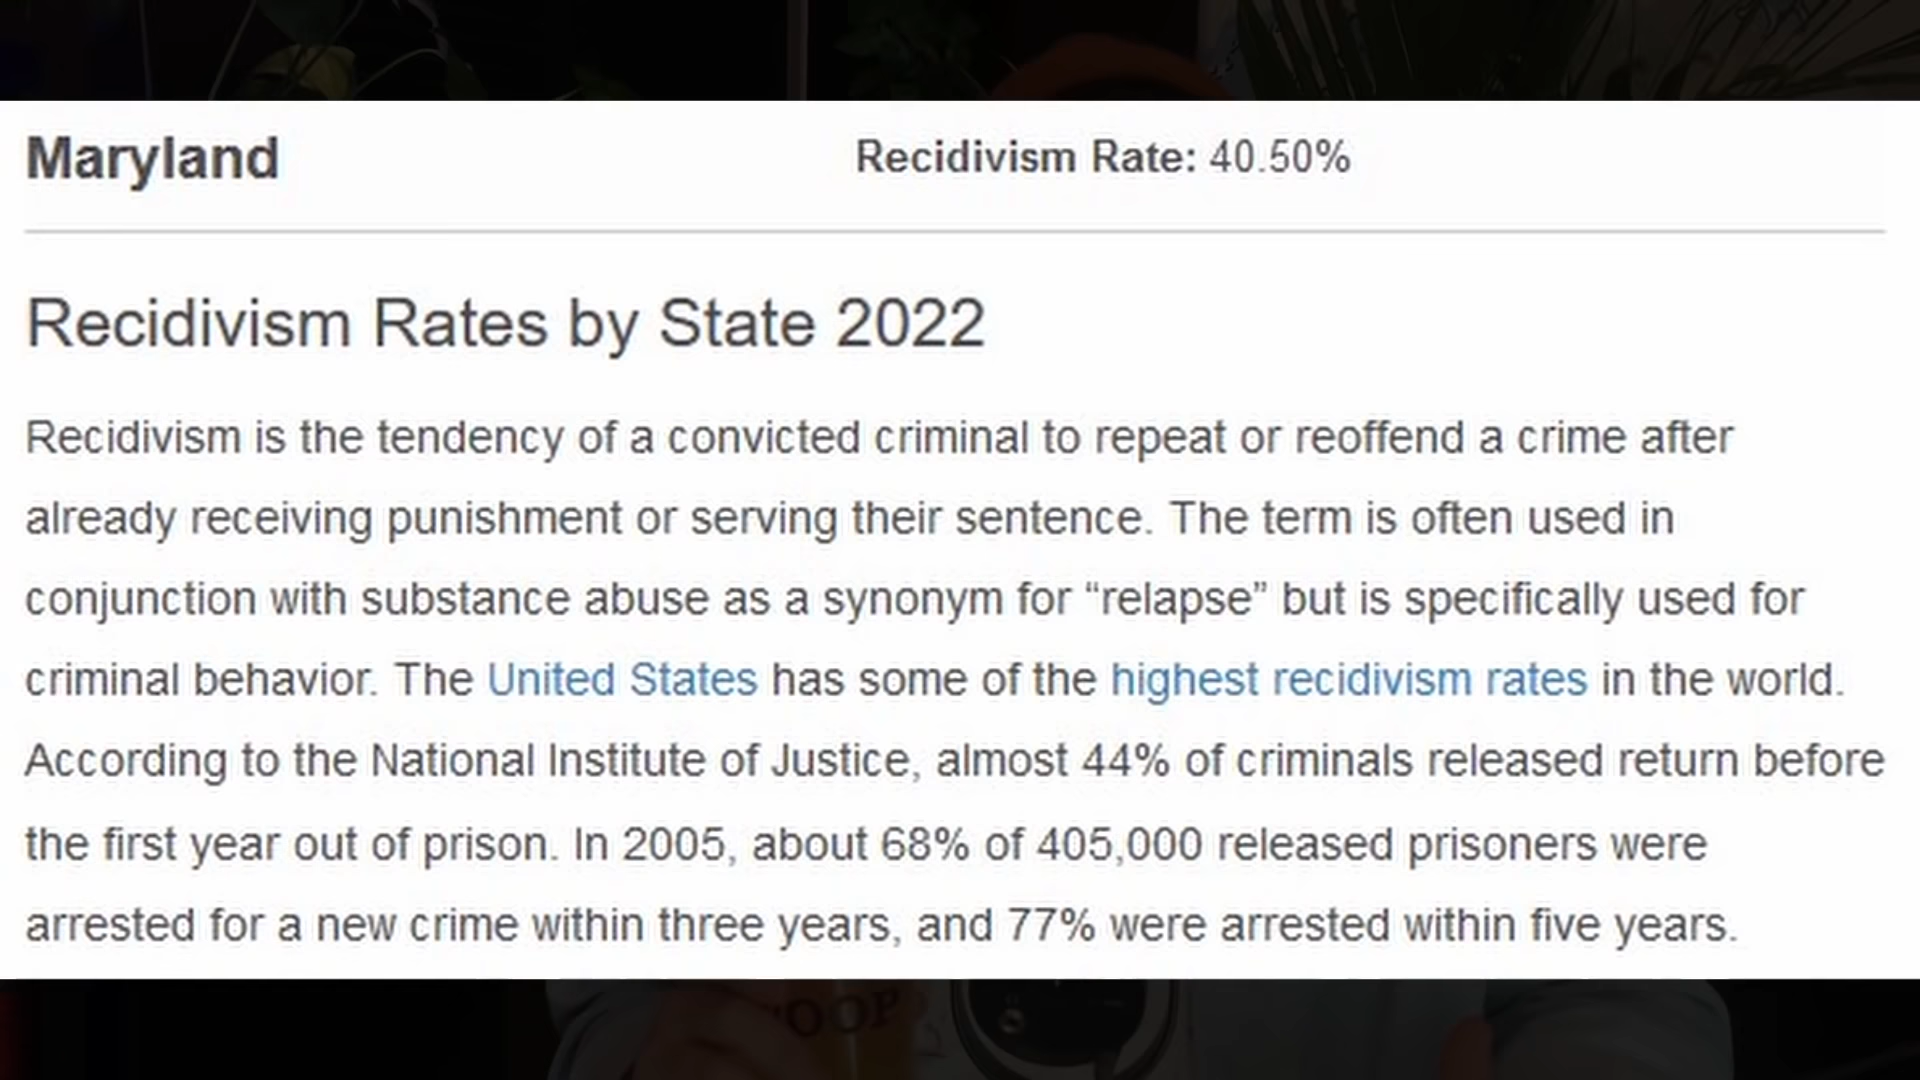 Maryland
Recidivism Rate: 40.50%
Recidivism Rates by State 2022
Recidivism is the tendency of a convicted criminal to repeat or reoffend a crime after
already receiving punishment or serving their sentence. The term is often used in
conjunction with substance abuse as a synonym for “relapse” but is specifically used for
criminal behavior. The United States has some of the highest recidivism rates in the world.
According to the National Institute of Justice, almost 44% of criminals released return before
the first year out of prison. In 2005, about 68% of 405,000 released prisoners were
arrested for a new crime within three years, and 77% were arrested within five years.